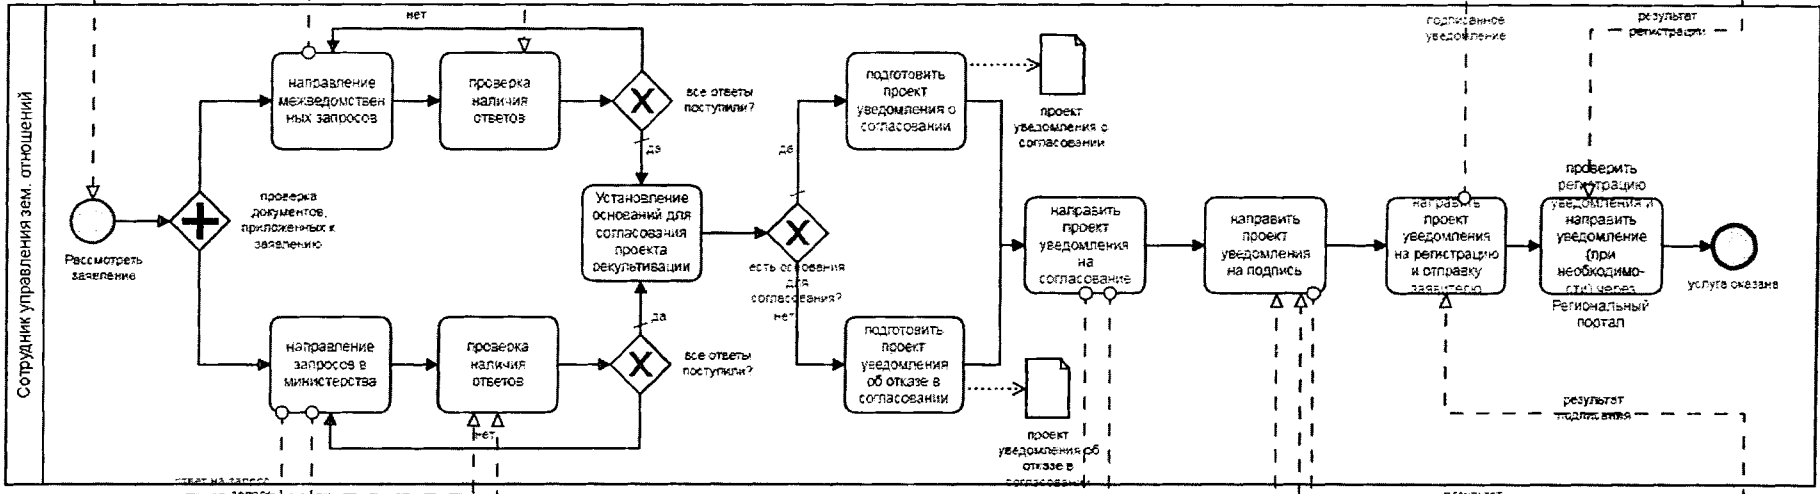 Сотрудник управления зем. отношений
Рассмотреть
заявление
проверка
документов,
приложенных к
заявлению
нет
направление
межведомствен
ных запросов
проверка
наличия
ответов
все ответы
поступили?
да
Установление
оснований для
согласования
проекта
рекультивации
да
направление
запросов в
министерства
проверка
наличия
ответов
все ответы
поступили?
нет
ответ на запрос
есть основания
для
согласования?
да
нет
подготовить
проект
уведомления о
согласовании
проект
уведомления о
согласовании
подготовить
проект
уведомления
об отказе в
согласовании
проект
уведомления об
отказе в
согласовании
направить
проект
уведомления
на
согласование
направить
проект
уведомления
на подпись
подписанное
уведомление
направить
проект
уведомления
на регистрацию
и отправку
заявителю
результат
подписания
результат
регистрации
проверить
регистрацию
уведомления и
направить
уведомление
(при
необходимо-
сти) через
Региональный
портал
услуга оказана
результат